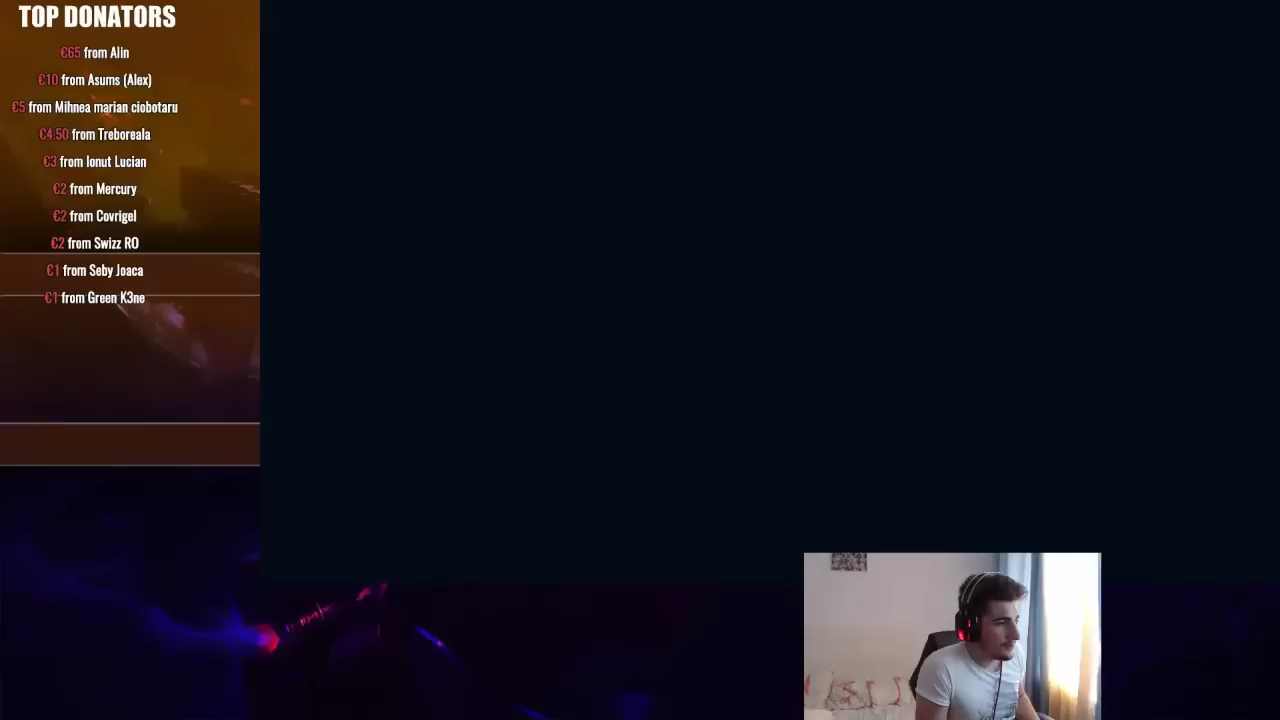 TOP DONATORS
€65 from Alin
€10 from Asums (Alex)
€5 from Mihnea marian ciobotaru
€4.50 from Treboreala
€3 from Ionut Lucian
€2 from Mercury
€2 from Covrigel
€2 from Swizz RO
€1 from Seby Joaca
€1 from Green K3ne